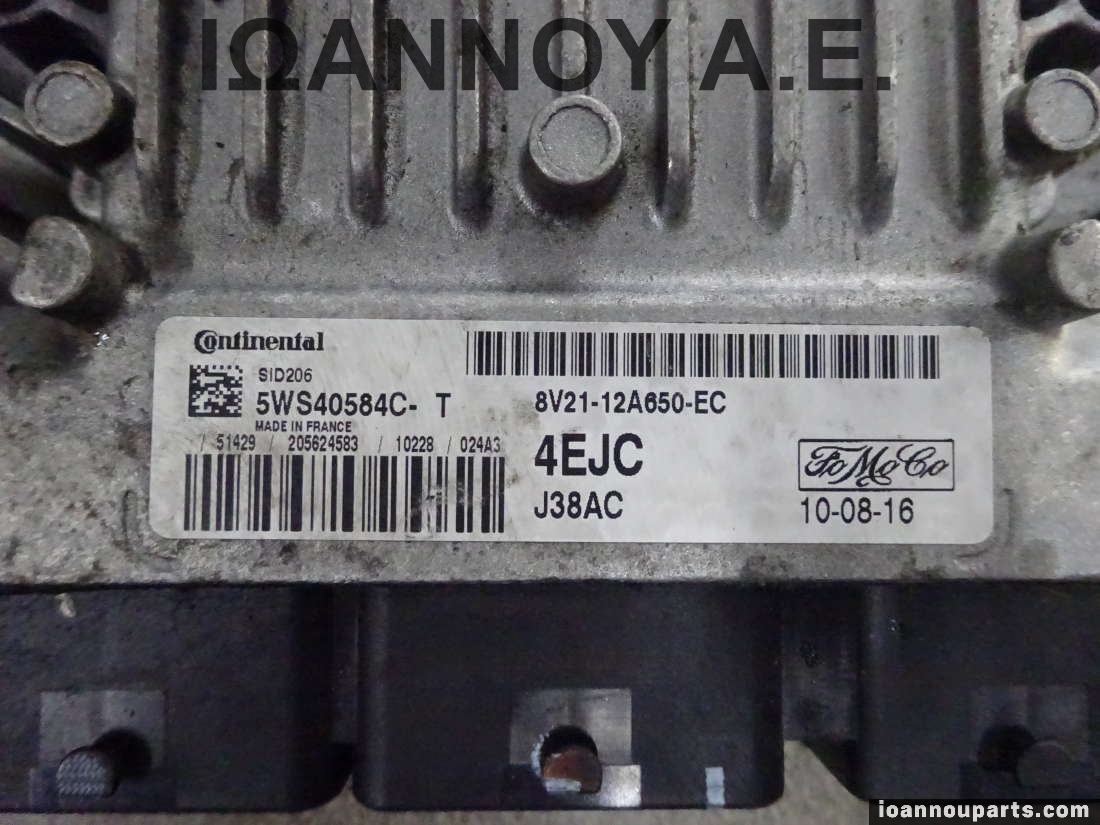 ΙΩΑΝΝΟΥ Α.Ε.
Continental
SID206
5WS40584C- T
MADE IN FRANCE
/ 51429 / 205624583 / 10228 / 024A3
8V21-12A650-EC
4EJC
J38AC
FoMoCo
10-08-16
ioannouparts.com